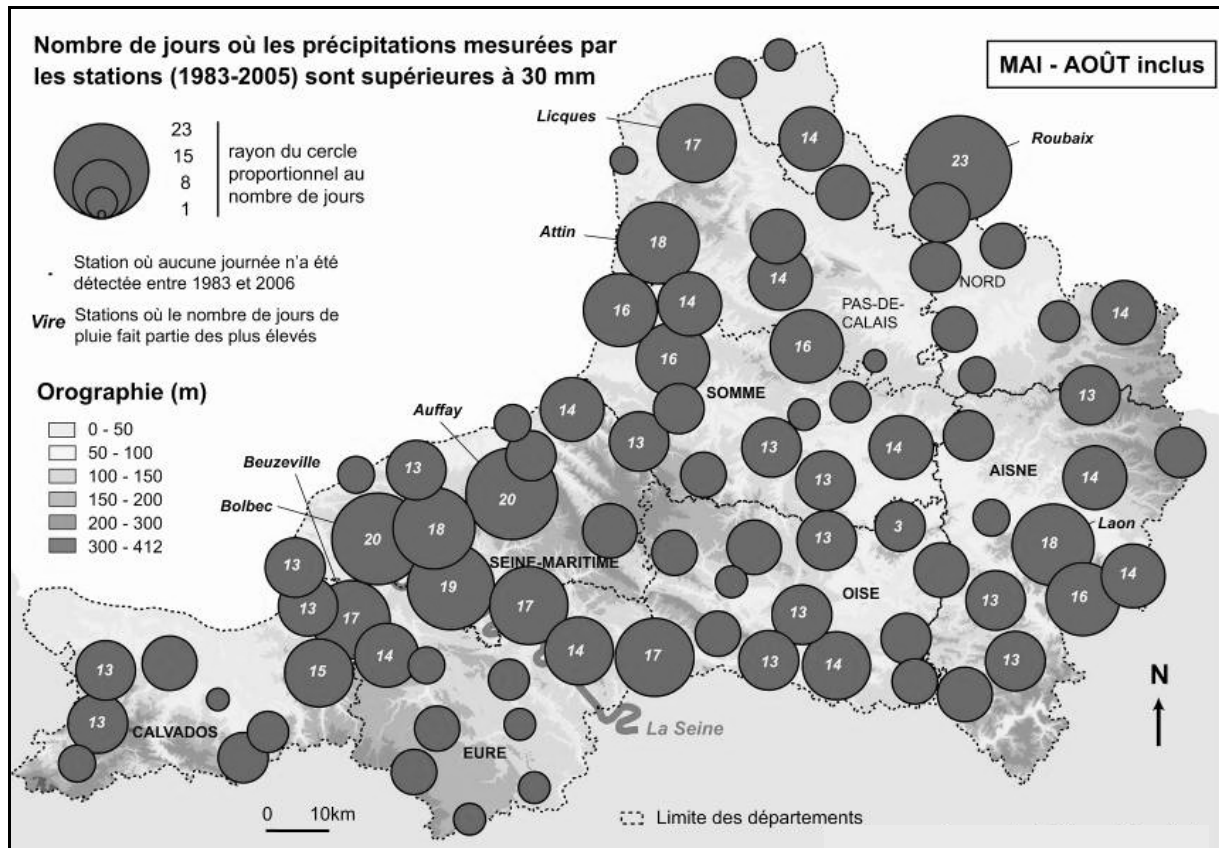 Nombre de jours où les précipitations mesurées par
les stations (1983-2005) sont supérieures à 30 mm
MAI - AOÛT inclus
23
15
8
1
rayon du cercle
proportionnel au
nombre de jours
Station où aucune journée n'a été
détectée entre 1983 et 2006
Vire
Stations où le nombre de jours de
pluie fait partie des plus élevés
Orographie (m)
0 - 50
50 - 100
100 - 150
150 - 200
200 - 300
300 - 412
Licques
17
14
Roubaix
23
Attin
18
14
16
14
PAS-DE-
CALAIS
NORD
14
16
16
SOMME
13
Auffay
14
13
13
14
AISNE
14
Beuzeville
13
13
Bolbec
20
20
18
SEINE-MARITIME
13
3
Laon
18
13
19
OISE
14
13
17
17
13
13
16
14
14
17
13
14
13
15
13
13
CALVADOS
EURE
La Seine
N
0 10km
Limite des départements